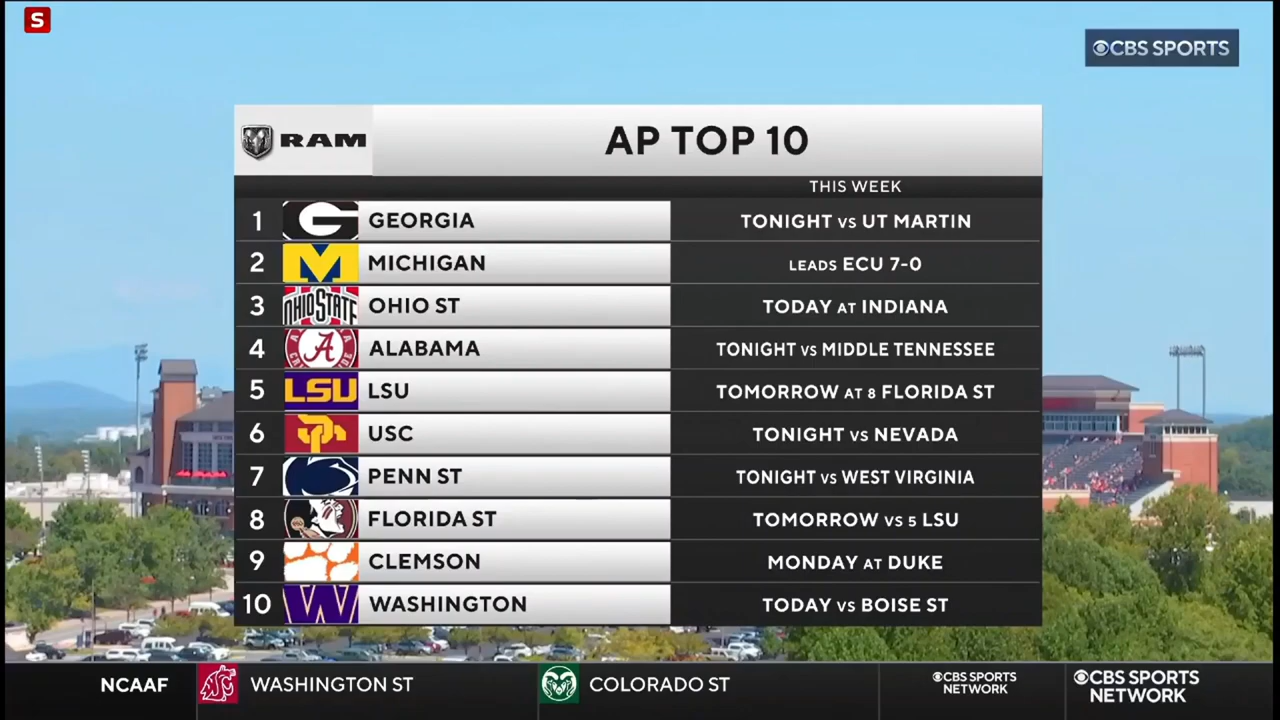 S
CBS SPORTS
RAM AP TOP 10
THIS WEEK
1 G GEORGIA TONIGHT VS UT MARTIN
2 M MICHIGAN LEADS ECU 7-0
3 OHIO STATE OHIO ST TODAY AT INDIANA
4 A ALABAMA TONIGHT VS MIDDLE TENNESSEE
5 LSU LSU TOMORROW AT 8 FLORIDA ST
6 SC USC TONIGHT VS NEVADA
7 PENN ST TONIGHT VS WEST VIRGINIA
8 FLORIDA ST TOMORROW VS 5 LSU
9 CLEMSON MONDAY AT DUKE
10 W WASHINGTON TODAY VS BOISE ST
NCAAF WASHINGTON ST COLORADO ST CBS SPORTS NETWORK CBS SPORTS NETWORK